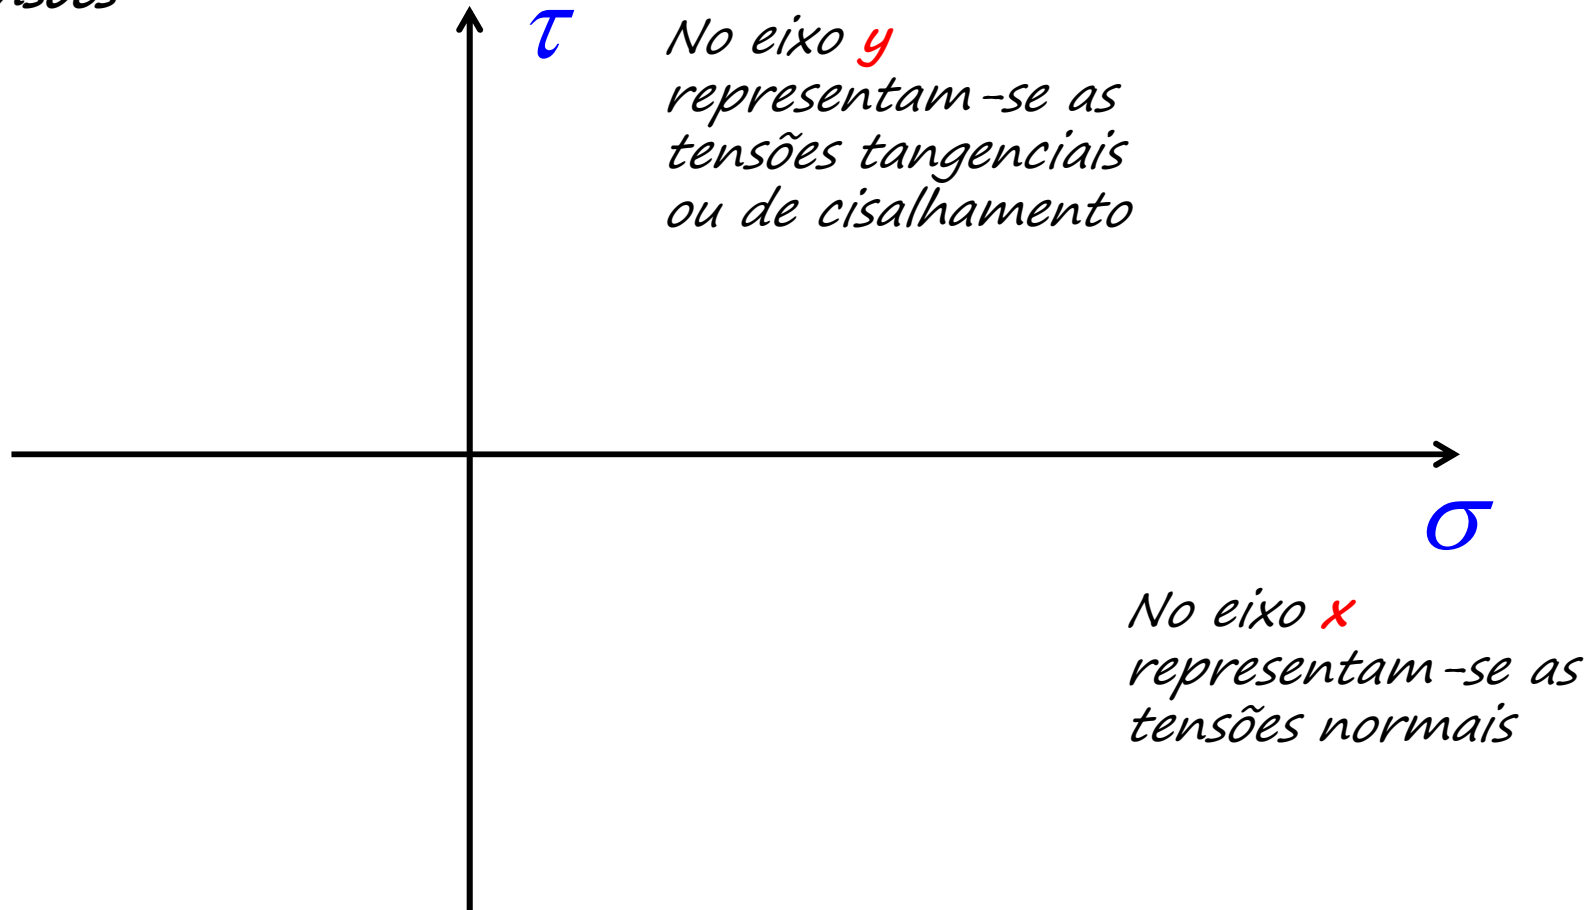 τ
No eixo y
representam-se as
tensões tangenciais
ou de cisalhamento
σ
No eixo x
representam-se as
tensões normais